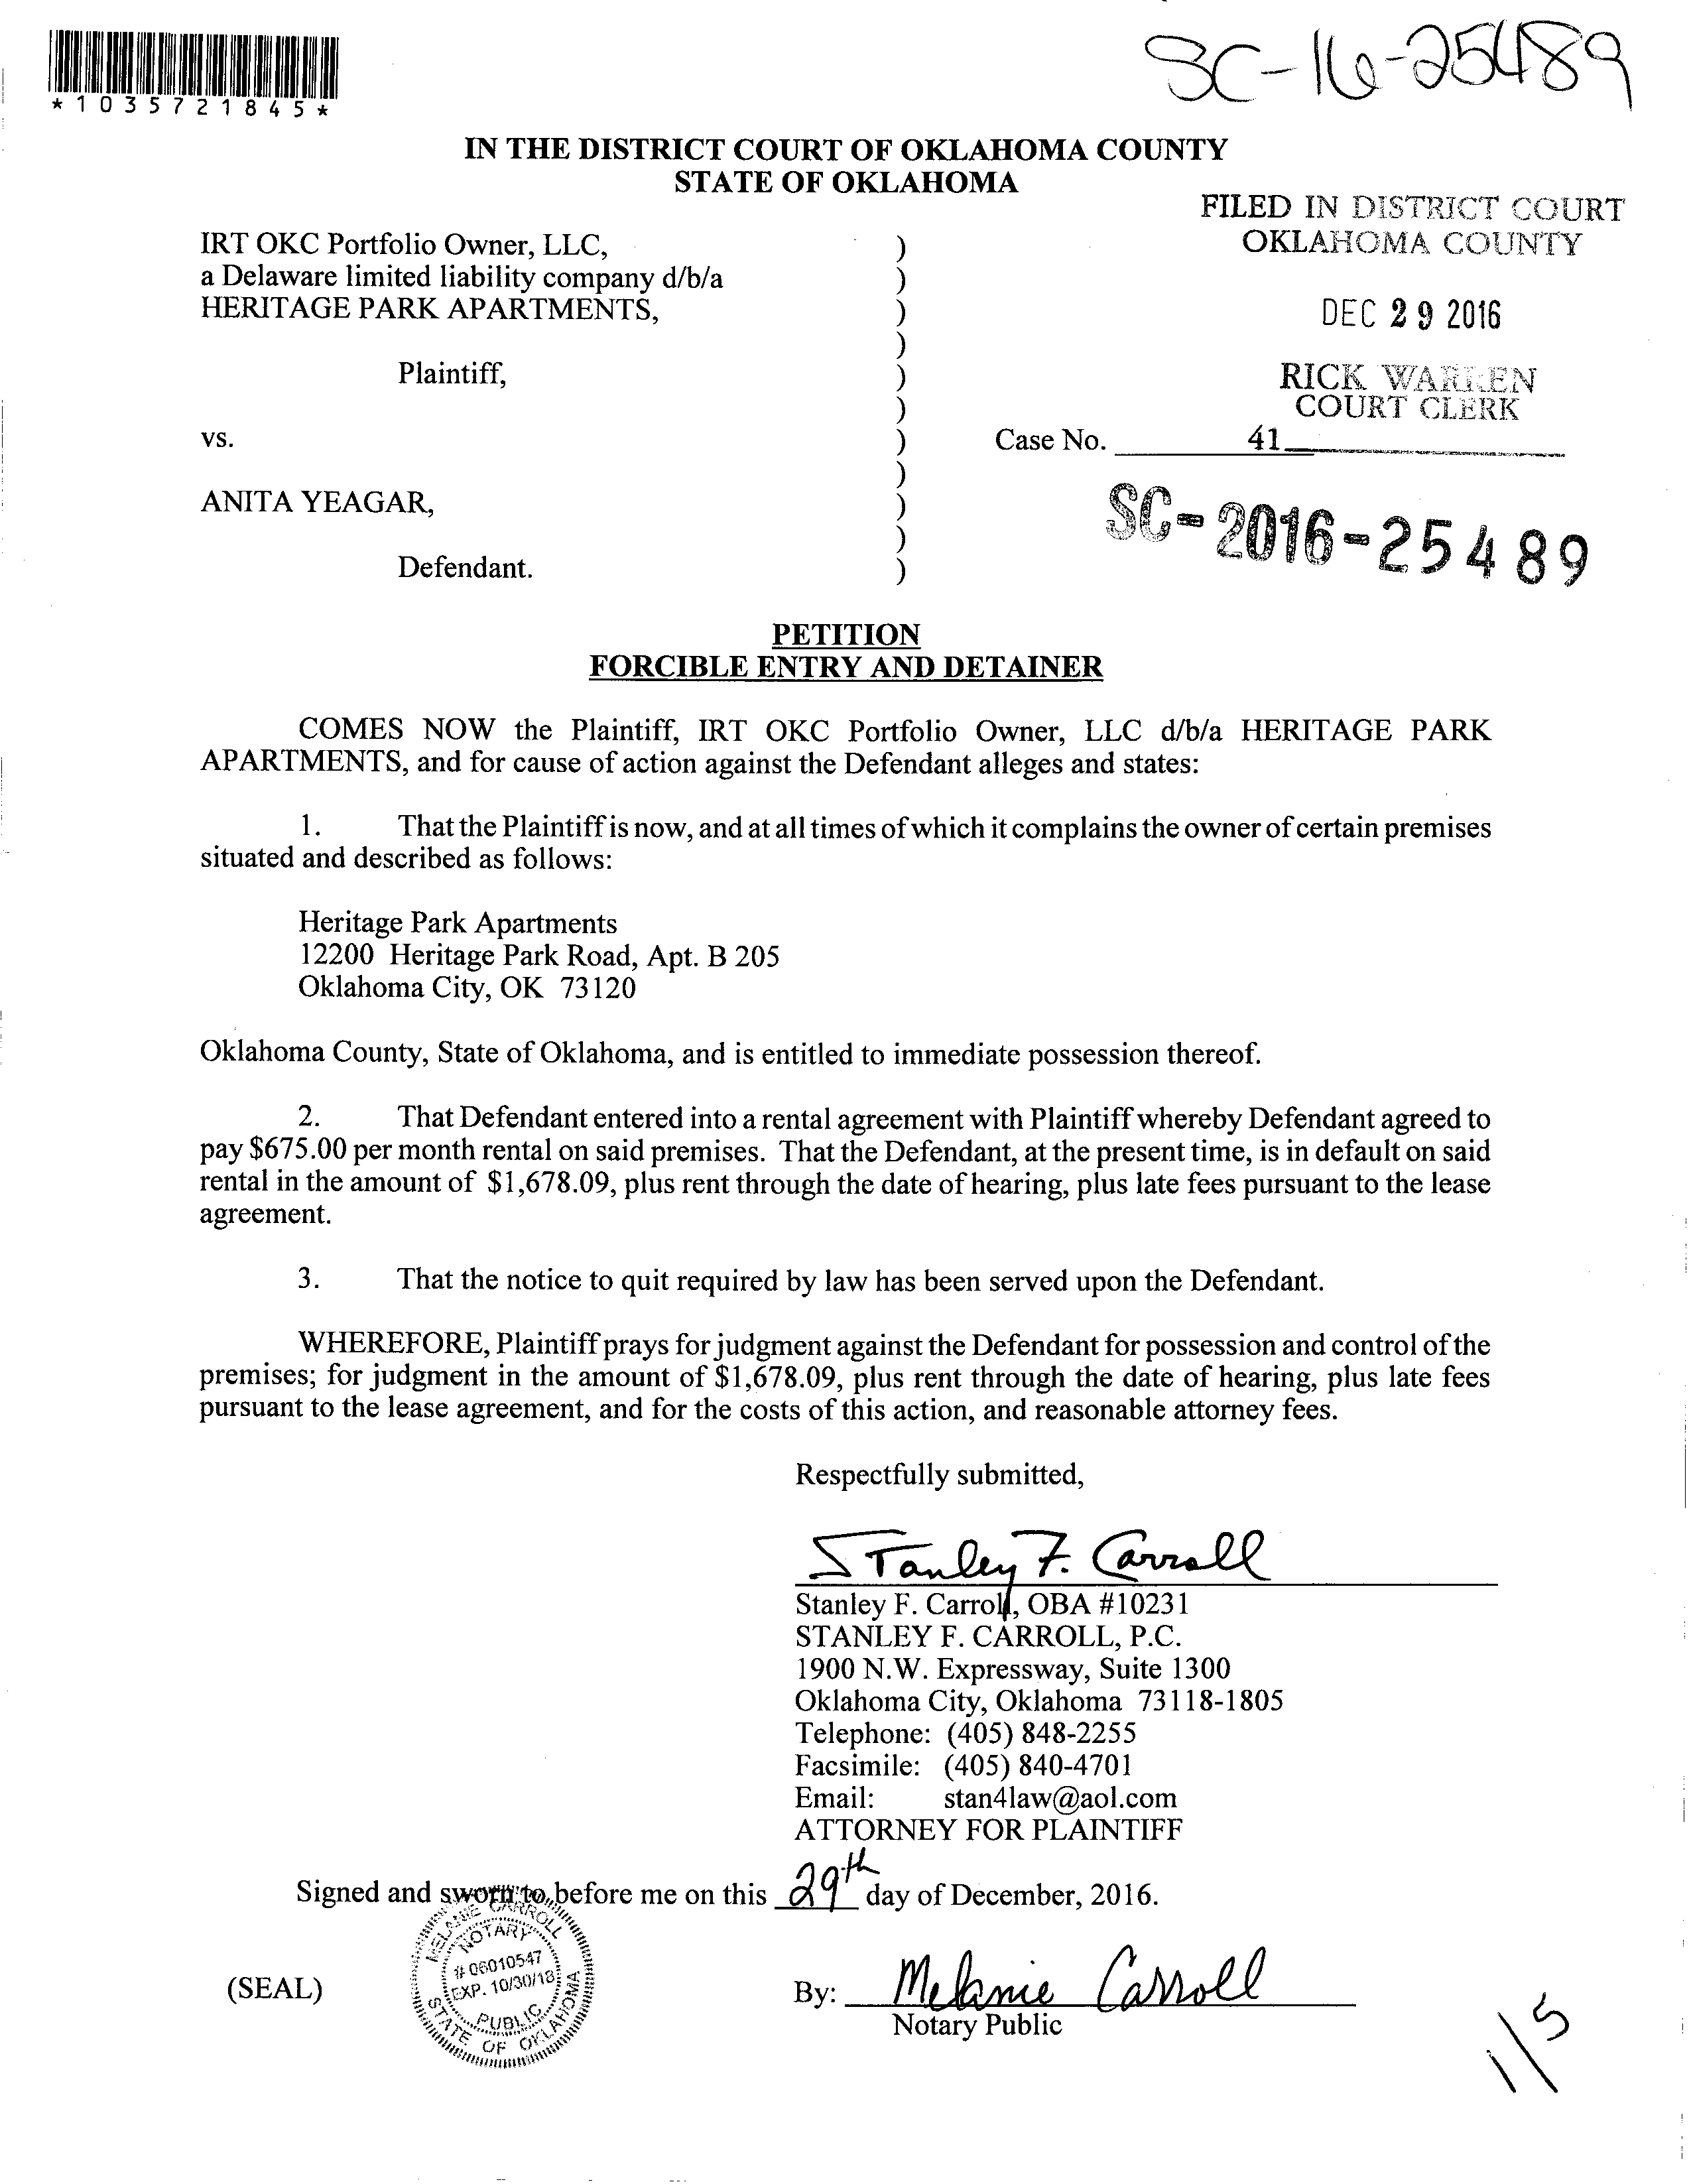 *1035721845*
SC-16-25489
IN THE DISTRICT COURT OF OKLAHOMA COUNTY
STATE OF OKLAHOMA
FILED IN DISTRICT COURT
OKLAHOMA COUNTY
DEC 29 2016
RICK WARREN
COURT CLERK
41
IRT OKC Portfolio Owner, LLC, )
a Delaware limited liability company d/b/a )
HERITAGE PARK APARTMENTS, )
)
Plaintiff, )
)
vs. ) Case No.
)
ANITA YEAGAR, ) SC-2016-25489
)
Defendant. )
PETITION
FORCIBLE ENTRY AND DETAINER
COMES NOW the Plaintiff, IRT OKC Portfolio Owner, LLC d/b/a HERITAGE PARK
APARTMENTS, and for cause of action against the Defendant alleges and states:
1. That the Plaintiff is now, and at all times of which it complains the owner of certain premises
situated and described as follows:
Heritage Park Apartments
12200 Heritage Park Road, Apt. B 205
Oklahoma City, OK 73120
Oklahoma County, State of Oklahoma, and is entitled to immediate possession thereof.
2. That Defendant entered into a rental agreement with Plaintiff whereby Defendant agreed to
pay $675.00 per month rental on said premises. That the Defendant, at the present time, is in default on said
rental in the amount of $1,678.09, plus rent through the date of hearing, plus late fees pursuant to the lease
agreement.
3. That the notice to quit required by law has been served upon the Defendant.
WHEREFORE, Plaintiff prays for judgment against the Defendant for possession and control of the
premises; for judgment in the amount of $1,678.09, plus rent through the date of hearing, plus late fees
pursuant to the lease agreement, and for the costs of this action, and reasonable attorney fees.
Respectfully submitted,
Stanley F. Carroll
Stanley F. Carroll, OBA #10231
STANLEY F. CARROLL, P.C.
1900 N.W. Expressway, Suite 1300
Oklahoma City, Oklahoma 73118-1805
Telephone: (405) 848-2255
Facsimile: (405) 840-4701
Email: stan4law@aol.com
ATTORNEY FOR PLAINTIFF
Signed and sworn to before me on this 29th day of December, 2016.
MELANIE CARROLL
NOTARY
# 06010547
EXP. 10/30/18
PUBLIC
STATE OF OKLAHOMA
(SEAL)
By: Melanie Carroll
Notary Public
1/5